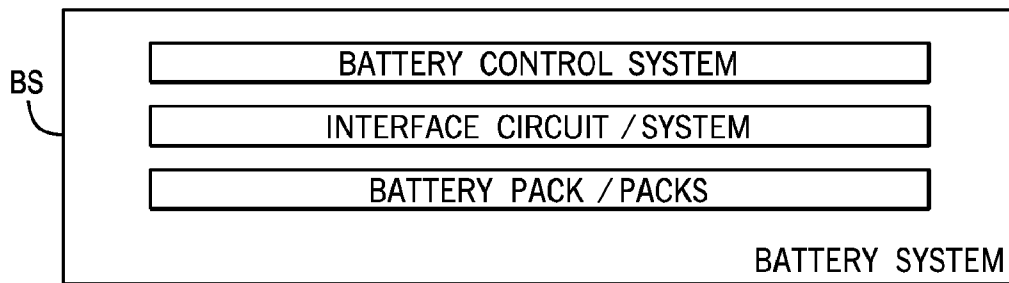 BATTERY CONTROL SYSTEM
BS
INTERFACE CIRCUIT / SYSTEM
BATTERY PACK / PACKS
BATTERY SYSTEM